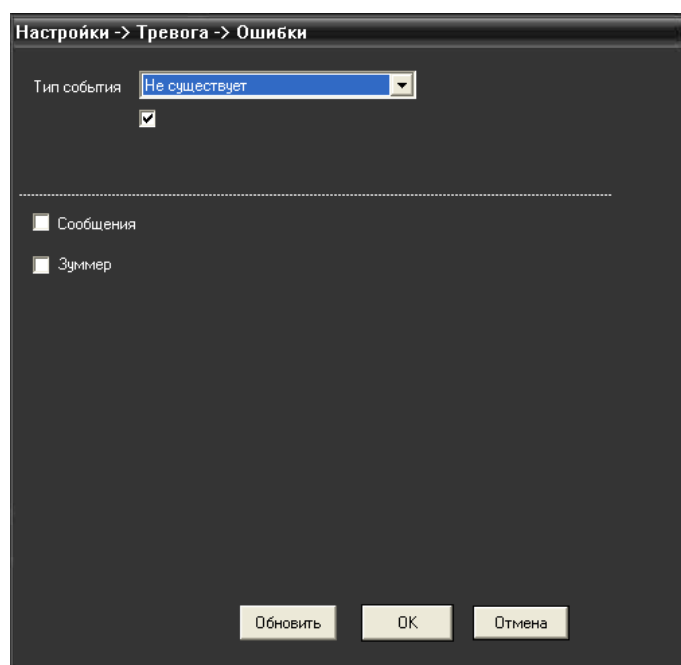 Настройки -> Тревога -> Ошибки
Тип события Не существует
Сообщения
Зуммер
Обновить OK Отмена